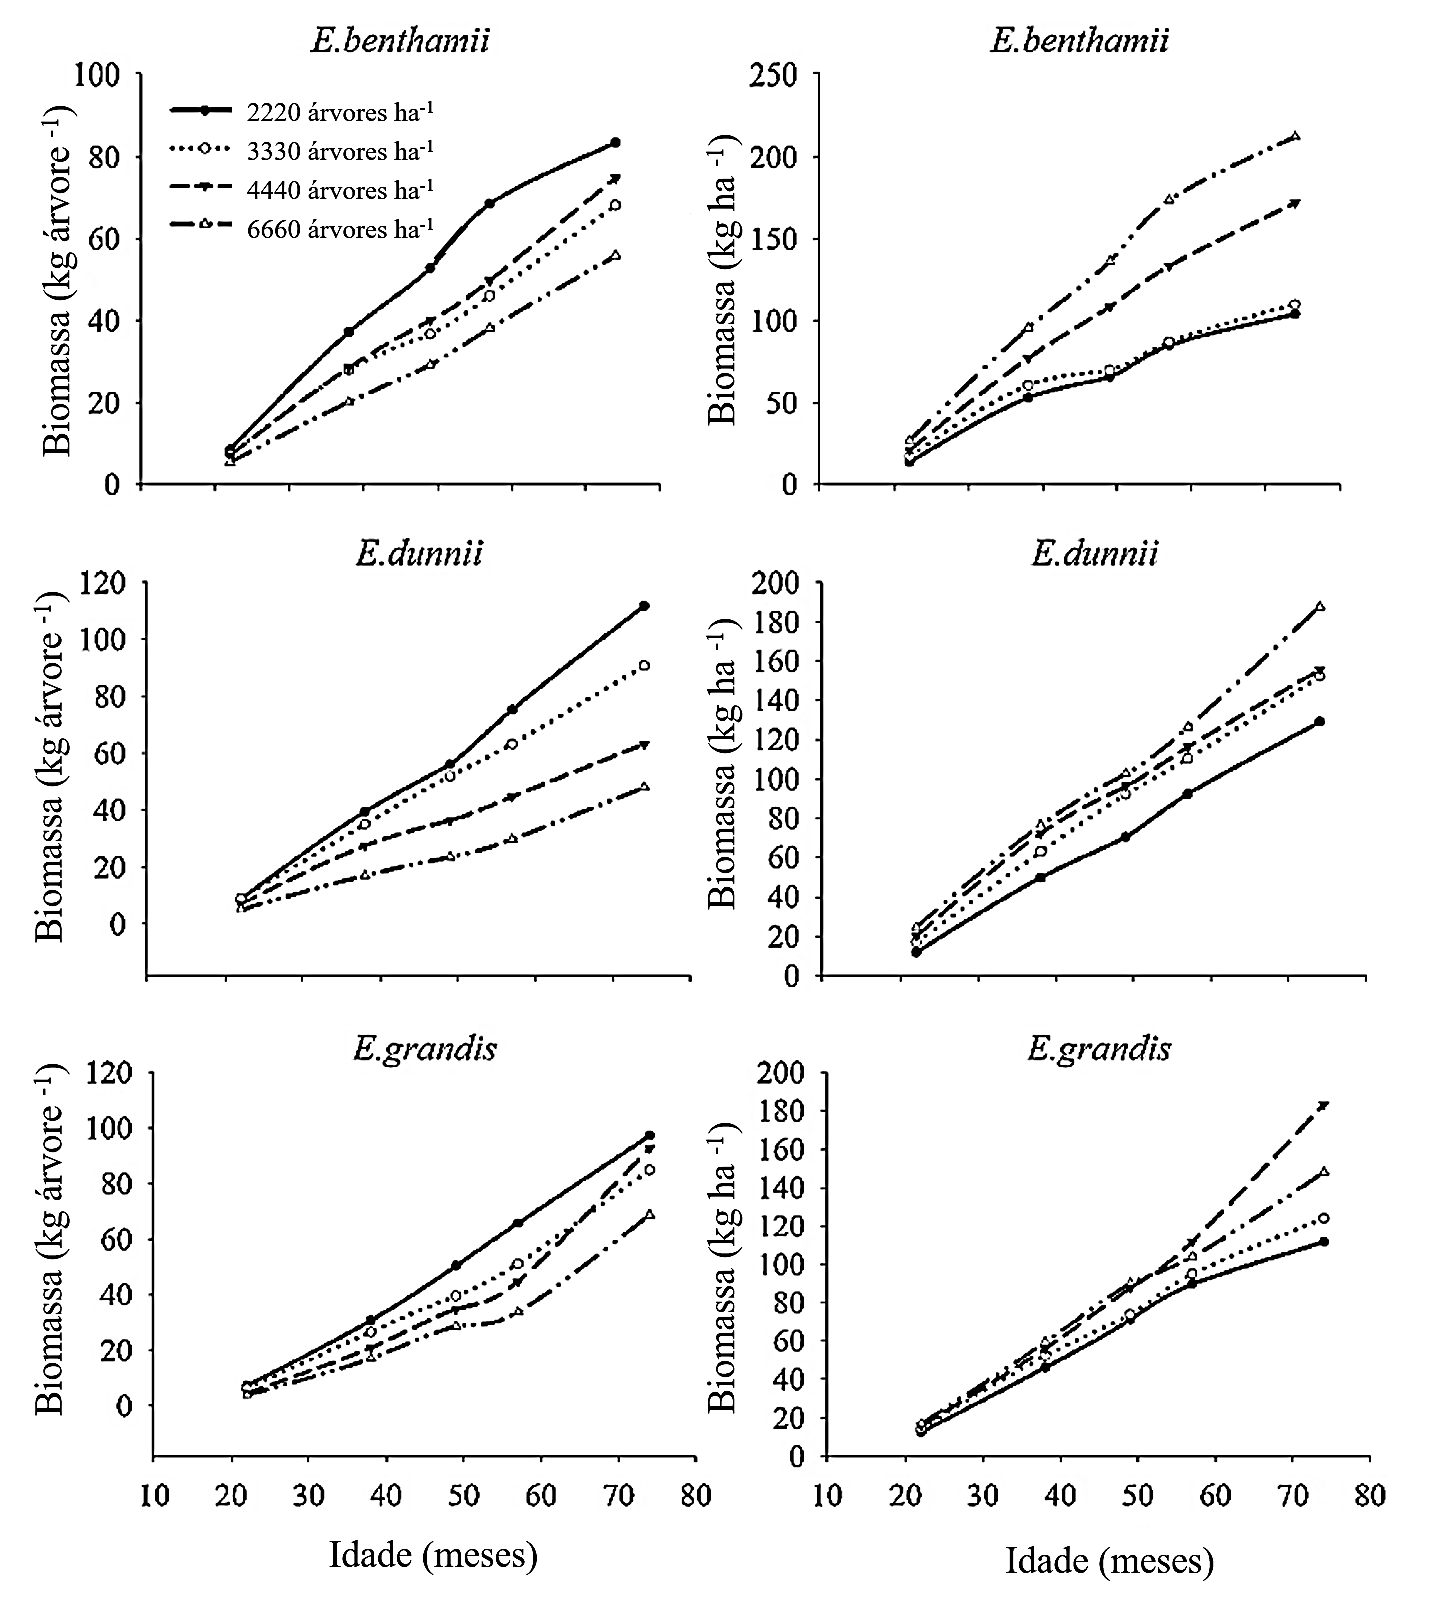 E.benthamii
Biomassa (kg árvore -1)
100
80
60
40
20
0
2220 árvores ha-1
3330 árvores ha-1
4440 árvores ha-1
6660 árvores ha-1
E.benthamii
Biomassa (kg ha -1)
250
200
150
100
50
0
E.dunnii
Biomassa (kg árvore -1)
120
100
80
60
40
20
0
E.dunnii
Biomassa (kg ha -1)
200
180
160
140
120
100
80
60
40
20
0
E.grandis
Biomassa (kg árvore -1)
120
100
80
60
40
20
0
10 20 30 40 50 60 70 80
Idade (meses)
E.grandis
Biomassa (kg ha -1)
200
180
160
140
120
100
80
60
40
20
0
10 20 30 40 50 60 70 80
Idade (meses)